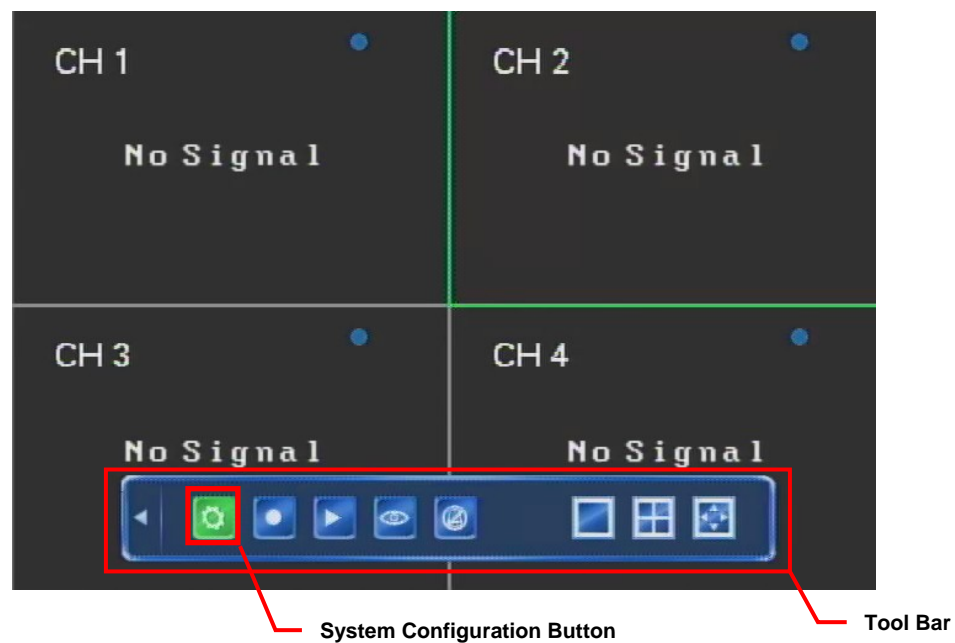 CH 1
CH 2
No Signal
No Signal
CH 3
CH 4
No Signal
No Signal
System Configuration Button
Tool Bar